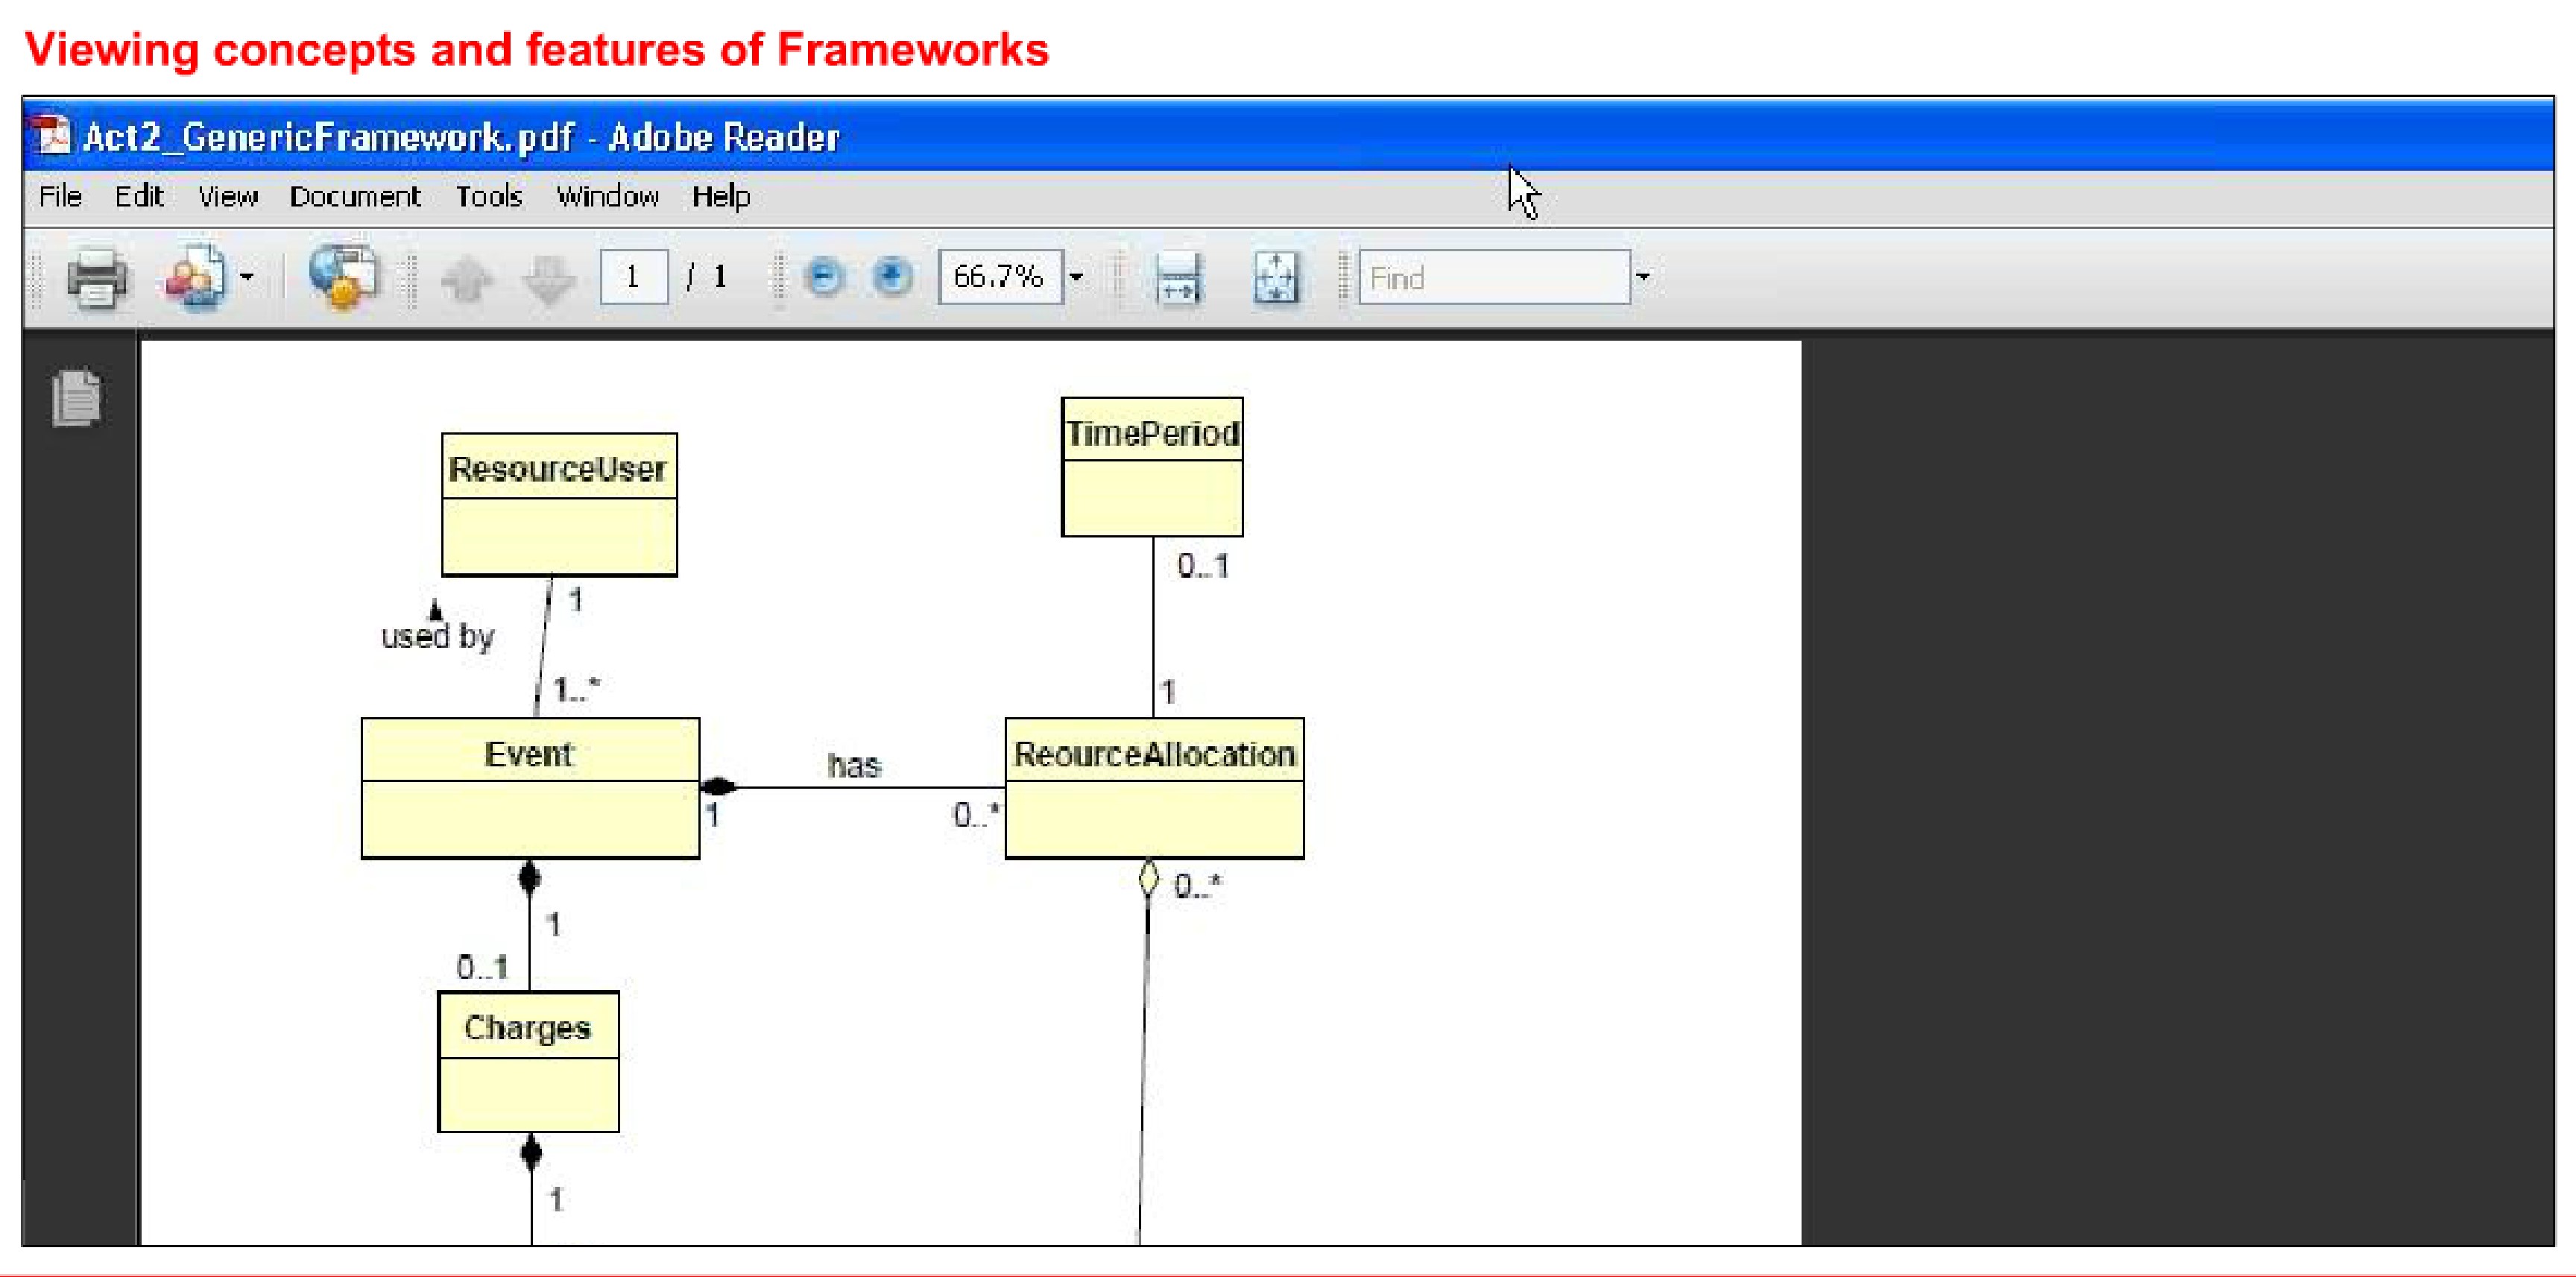 Viewing concepts and features of Frameworks
Act2_GenericFramework.pdf - Adobe Reader
File Edit View Document Tools Window Help
1 / 1 66.7% Find
TimePeriod
ResourceUser
0..1
1
used by
1..*
1
Event
has
ReourceAllocation
1
0..*
0..*
1
0..1
Charges
1